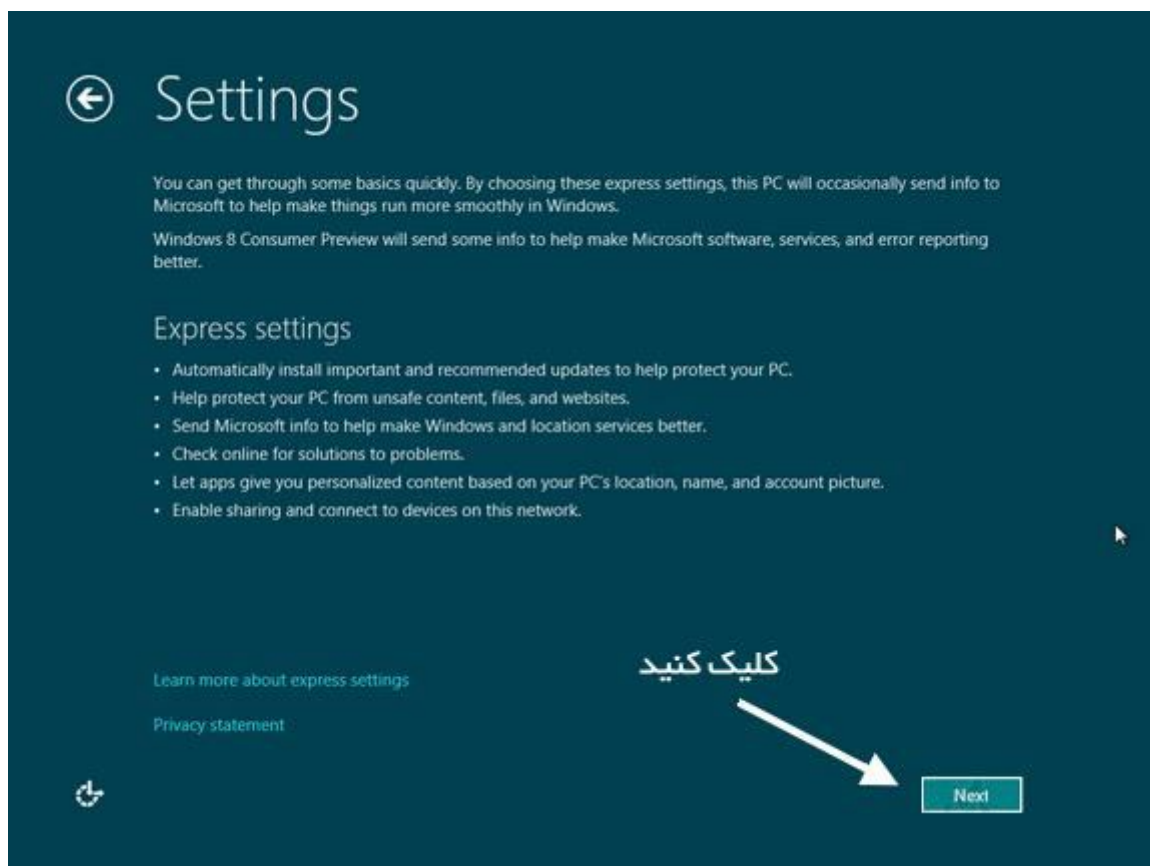 Settings
You can get through some basics quickly. By choosing these express settings, this PC will occasionally send info to
Microsoft to help make things run more smoothly in Windows.
Windows 8 Consumer Preview will send some info to help make Microsoft software, services, and error reporting
better.
Express settings
• Automatically install important and recommended updates to help protect your PC.
• Help protect your PC from unsafe content, files, and websites.
• Send Microsoft info to help make Windows and location services better.
• Check online for solutions to problems.
• Let apps give you personalized content based on your PC's location, name, and account picture.
• Enable sharing and connect to devices on this network.
کلیک کنید
Learn more about express settings
Privacy statement
Next